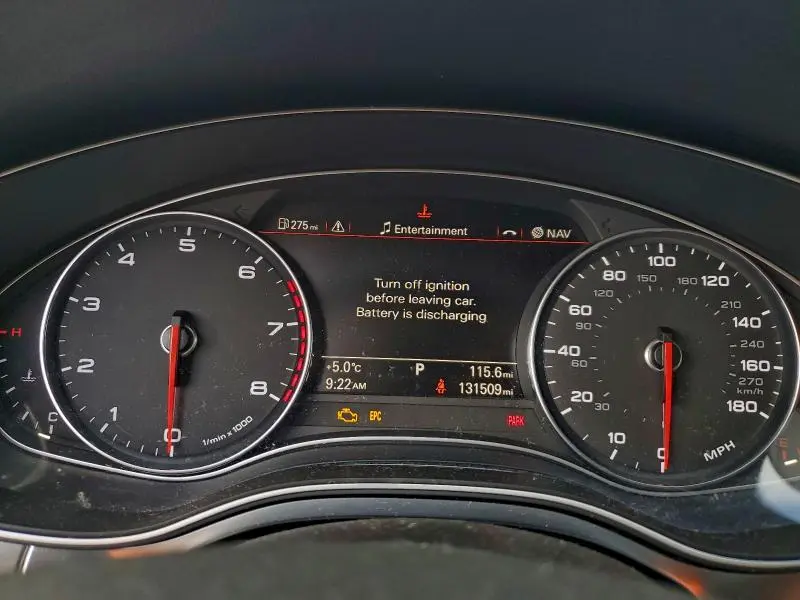 275 mi
Entertainment
NAV
Turn off ignition
before leaving car.
Battery is discharging
+5.0°C
P
115.6mi
9:22AM
131509mi
EPC
PARK
H
C
0
1
2
3
4
5
6
7
8
1/min x 1000
0
10
20
40
60
80
100
120
140
160
180
MPH
30
60
90
120
150
180
210
240
270
km/h
E